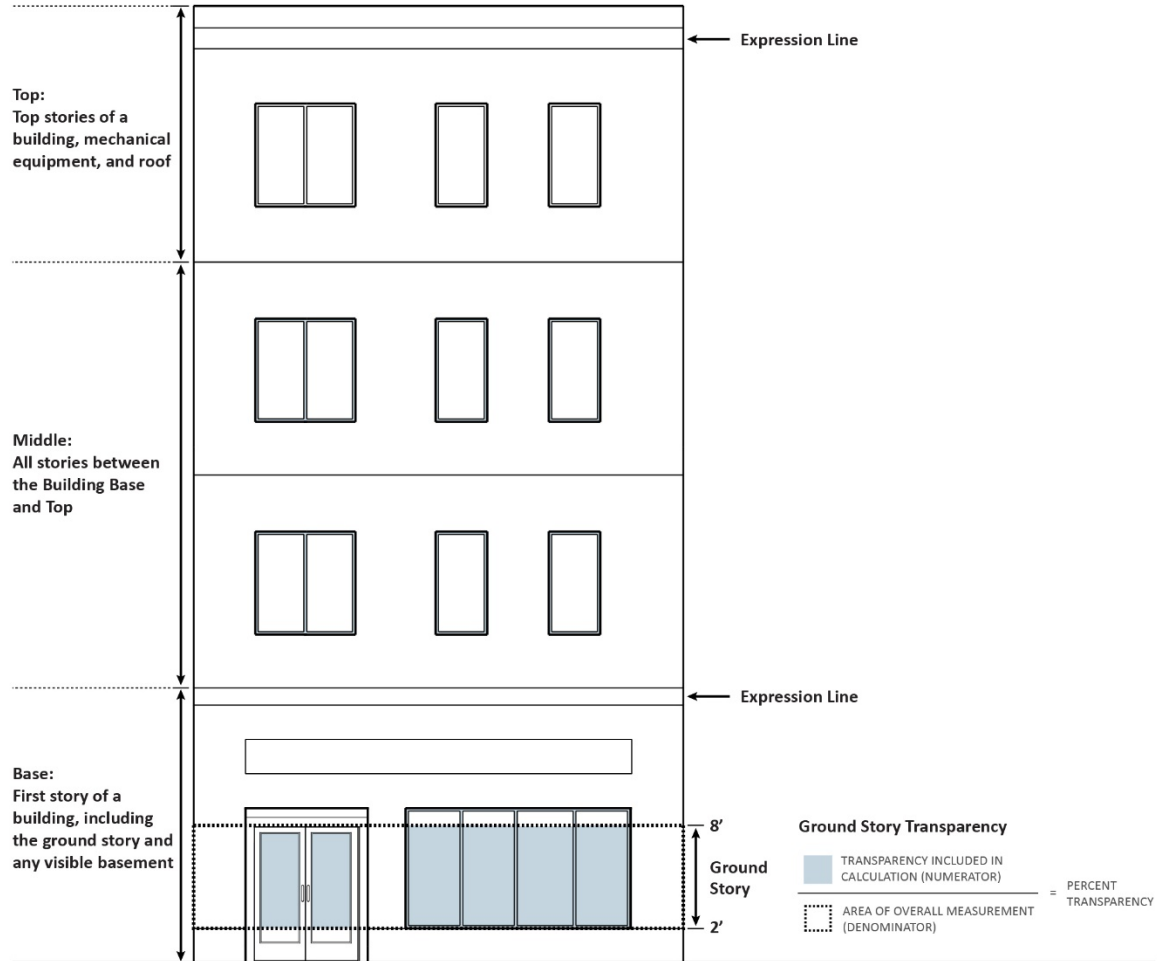 Expression Line
Top:
Top stories of a
building, mechanical
equipment, and roof
Middle:
All stories between
the Building Base
and Top
Expression Line
Base:
First story of a
building, including
the ground story and
any visible basement
8’
Ground
Story
2’
Ground Story Transparency
TRANSPARENCY INCLUDED IN
CALCULATION (NUMERATOR)
= PERCENT
TRANSPARENCY
AREA OF OVERALL MEASUREMENT
(DENOMINATOR)